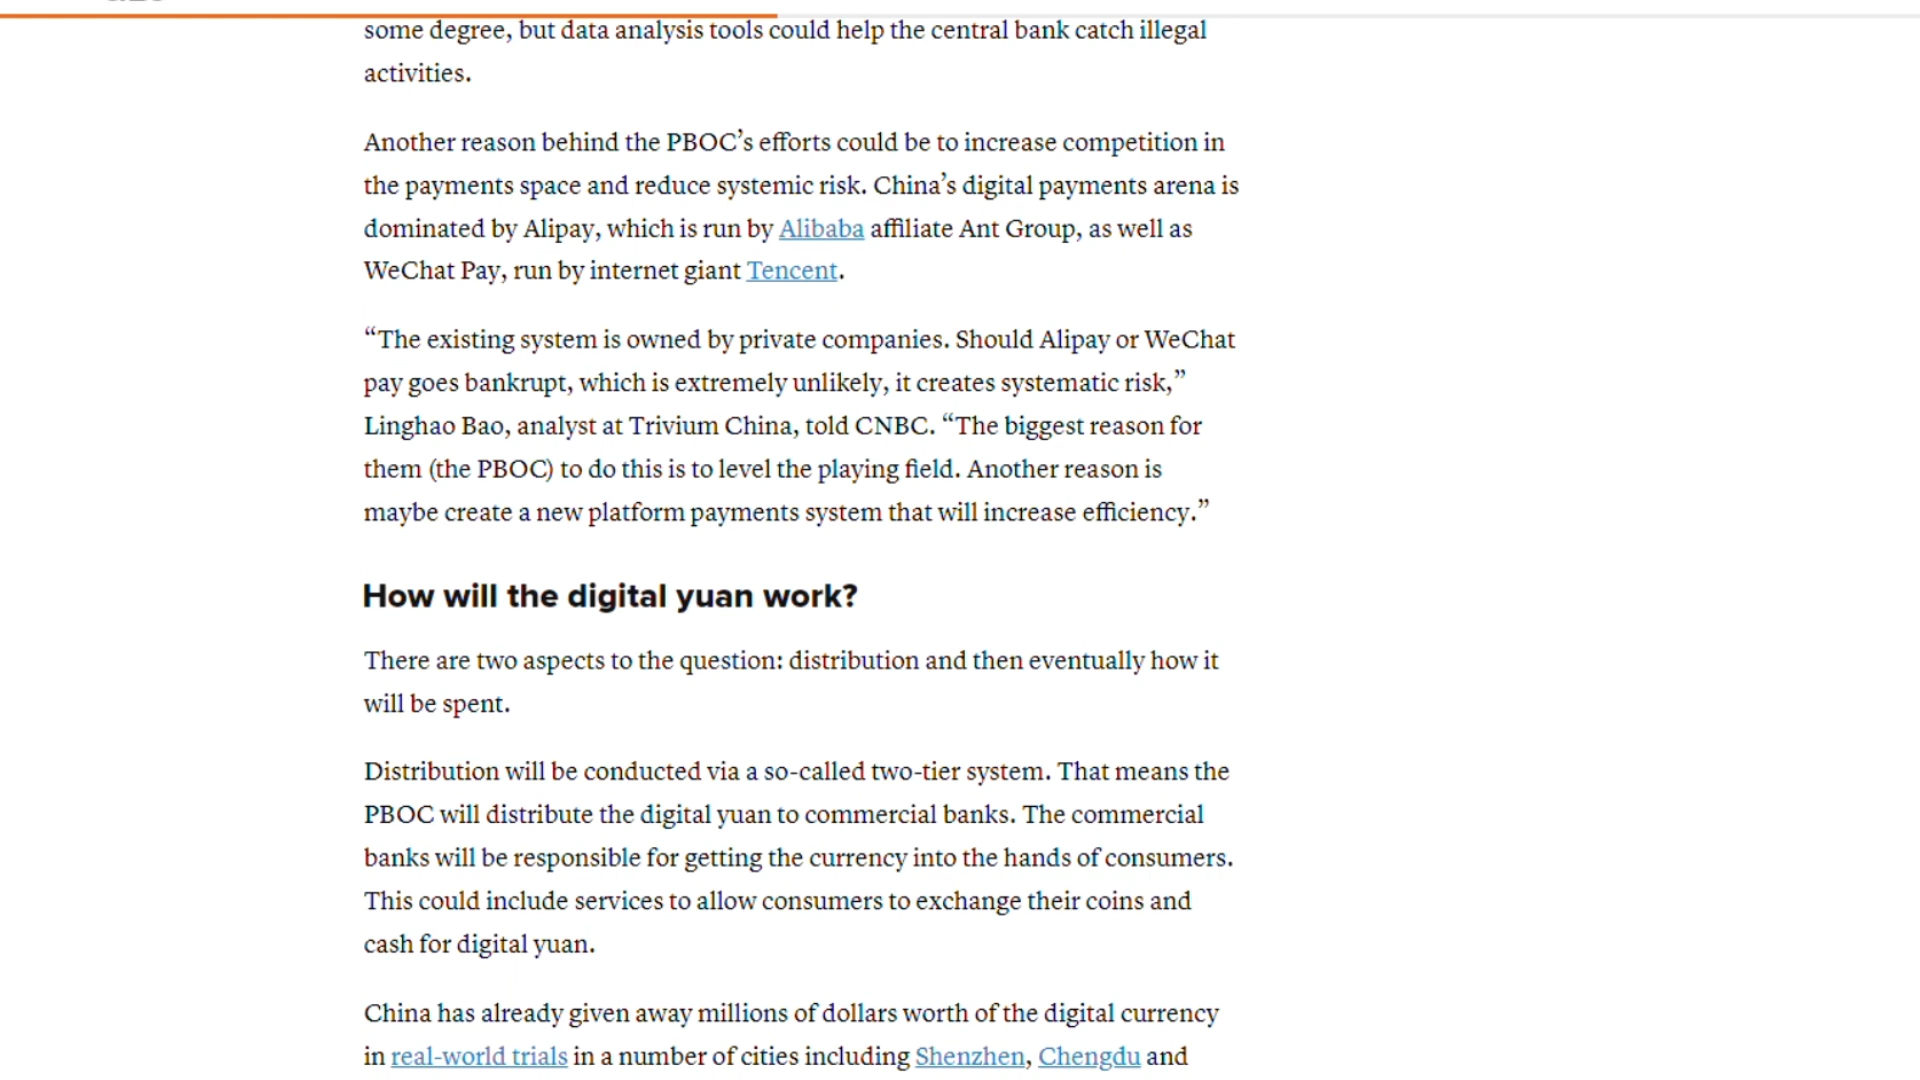 some degree, but data analysis tools could help the central bank catch illegal
activities.
Another reason behind the PBOC’s efforts could be to increase competition in
the payments space and reduce systemic risk. China’s digital payments arena is
dominated by Alipay, which is run by Alibaba affiliate Ant Group, as well as
WeChat Pay, run by internet giant Tencent.
“The existing system is owned by private companies. Should Alipay or WeChat
pay goes bankrupt, which is extremely unlikely, it creates systematic risk,”
Linghao Bao, analyst at Trivium China, told CNBC. “The biggest reason for
them (the PBOC) to do this is to level the playing field. Another reason is
maybe create a new platform payments system that will increase efficiency.”
How will the digital yuan work?
There are two aspects to the question: distribution and then eventually how it
will be spent.
Distribution will be conducted via a so-called two-tier system. That means the
PBOC will distribute the digital yuan to commercial banks. The commercial
banks will be responsible for getting the currency into the hands of consumers.
This could include services to allow consumers to exchange their coins and
cash for digital yuan.
China has already given away millions of dollars worth of the digital currency
in real-world trials in a number of cities including Shenzhen, Chengdu and